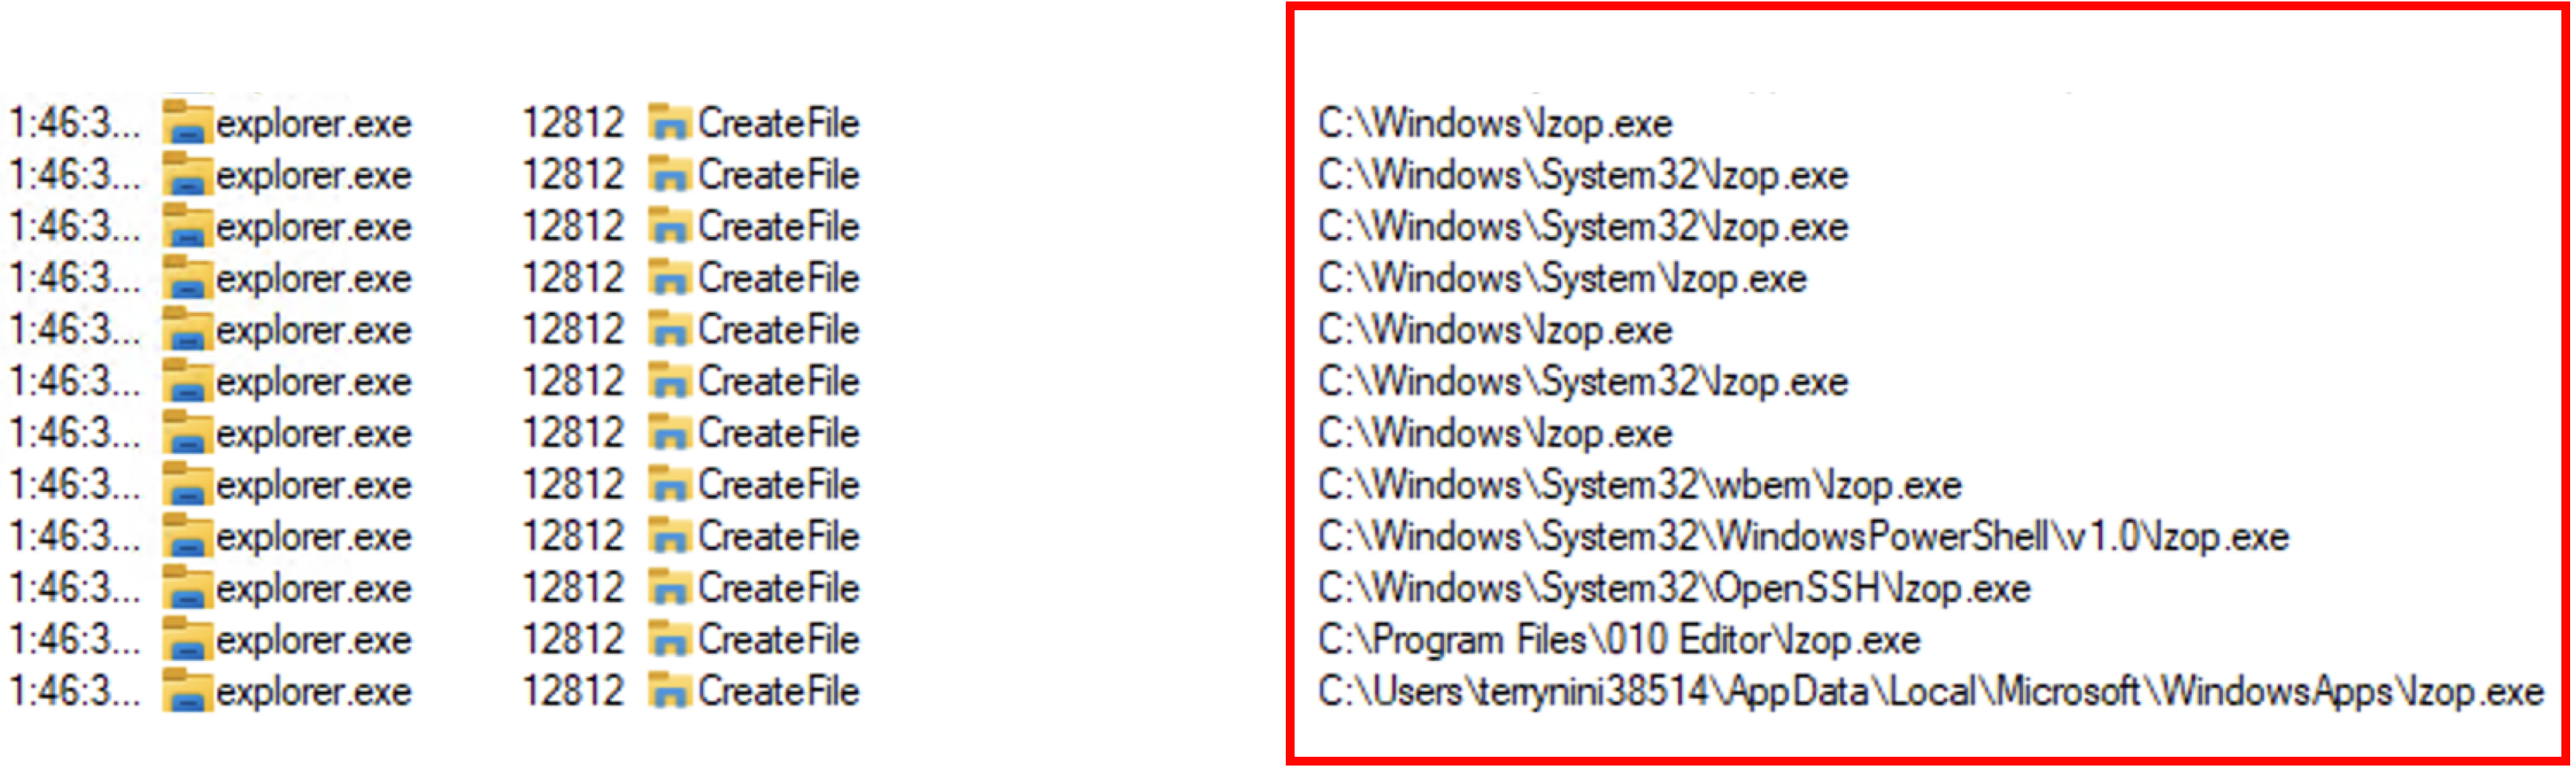 1:46:3... explorer.exe 12812 CreateFile C:\Windows\lzop.exe
1:46:3... explorer.exe 12812 CreateFile C:\Windows\System32\lzop.exe
1:46:3... explorer.exe 12812 CreateFile C:\Windows\System32\lzop.exe
1:46:3... explorer.exe 12812 CreateFile C:\Windows\System\lzop.exe
1:46:3... explorer.exe 12812 CreateFile C:\Windows\lzop.exe
1:46:3... explorer.exe 12812 CreateFile C:\Windows\System32\lzop.exe
1:46:3... explorer.exe 12812 CreateFile C:\Windows\lzop.exe
1:46:3... explorer.exe 12812 CreateFile C:\Windows\System32\wbem\lzop.exe
1:46:3... explorer.exe 12812 CreateFile C:\Windows\System32\WindowsPowerShell\v1.0\lzop.exe
1:46:3... explorer.exe 12812 CreateFile C:\Windows\System32\OpenSSH\lzop.exe
1:46:3... explorer.exe 12812 CreateFile C:\Program Files\010 Editor\lzop.exe
1:46:3... explorer.exe 12812 CreateFile C:\Users\terrynini38514\AppData\Local\Microsoft\WindowsApps\lzop.exe